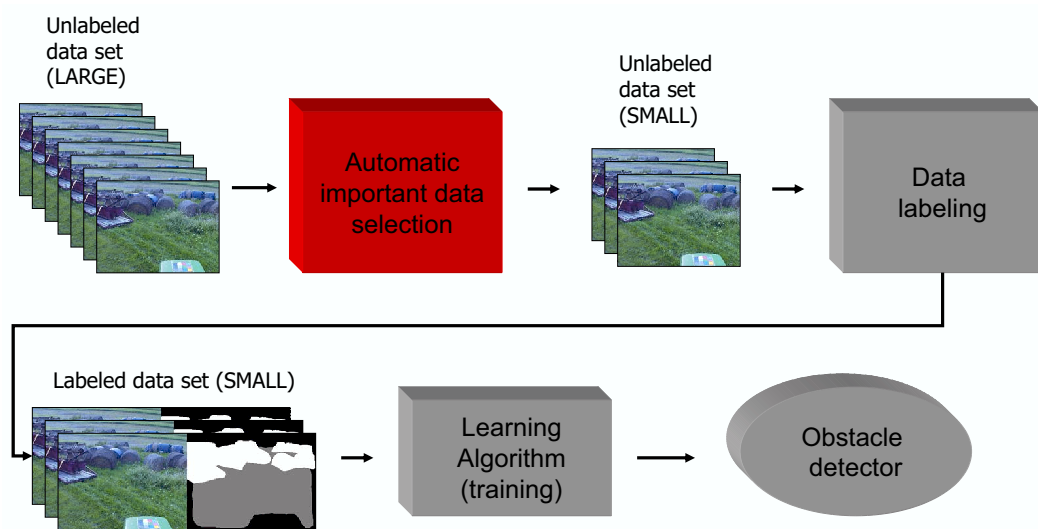 Unlabeled
data set
(LARGE)
Automatic
important data
selection
Unlabeled
data set
(SMALL)
Data
labeling
Labeled data set (SMALL)
Learning
Algorithm
(training)
Obstacle
detector